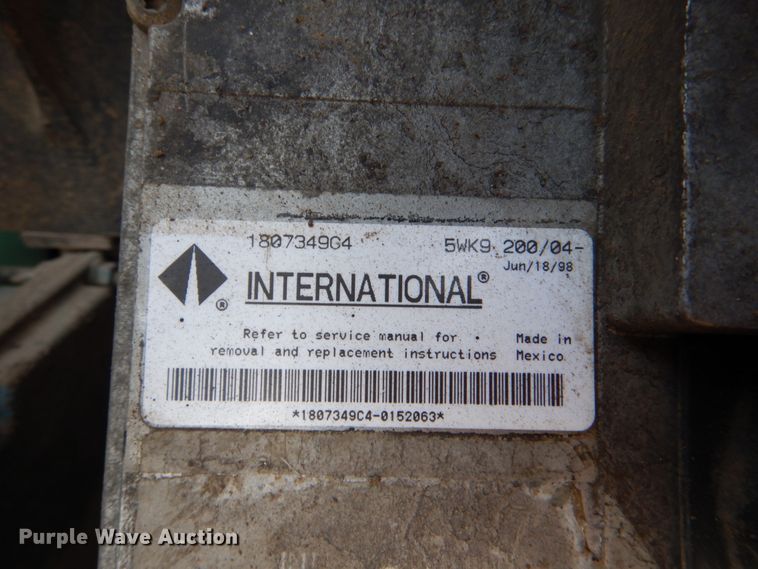 1807349G4 5WK9 200/04-
Jun/18/98
® INTERNATIONAL®
Refer to service manual for . Made in
removal and replacement instructions Mexico
*1807349C4-0152063*
Purple Wave Auction